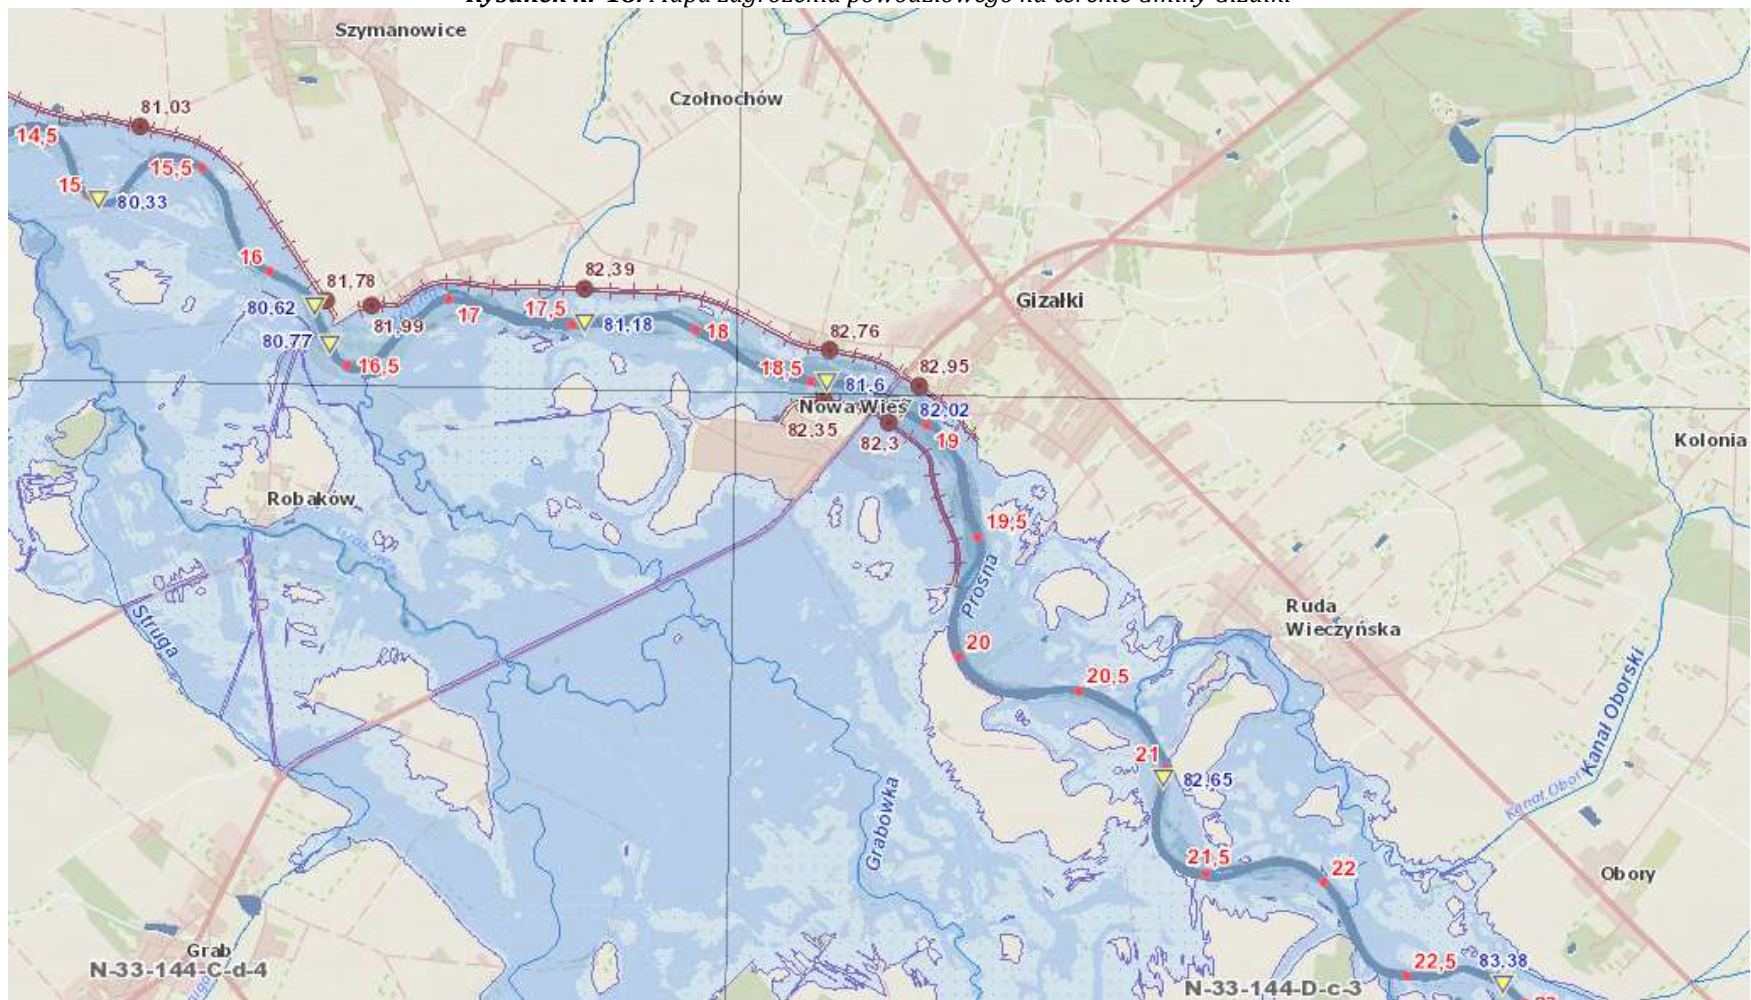 Szymanowice
Czołnochów
81,03
14,5
15,5
15
80,33
16
81,78
82,39
80,62
81,99
17
17,5
81,18
18
82,76
Gizałki
80,77
16,5
18,5
81,6
82,95
Nowa Wieś
82,02
82,35
82,3
19
Kolonia
Robaków
19,5
Prosna
Struga
Ruda
Wieczyńska
20
20,5
Kanał Oborski
21
82,65
Grabówka
21,5
22
Obory
Grab
N-33-144-C-d-4
22,5
83,38
N-33-144-D-c-3